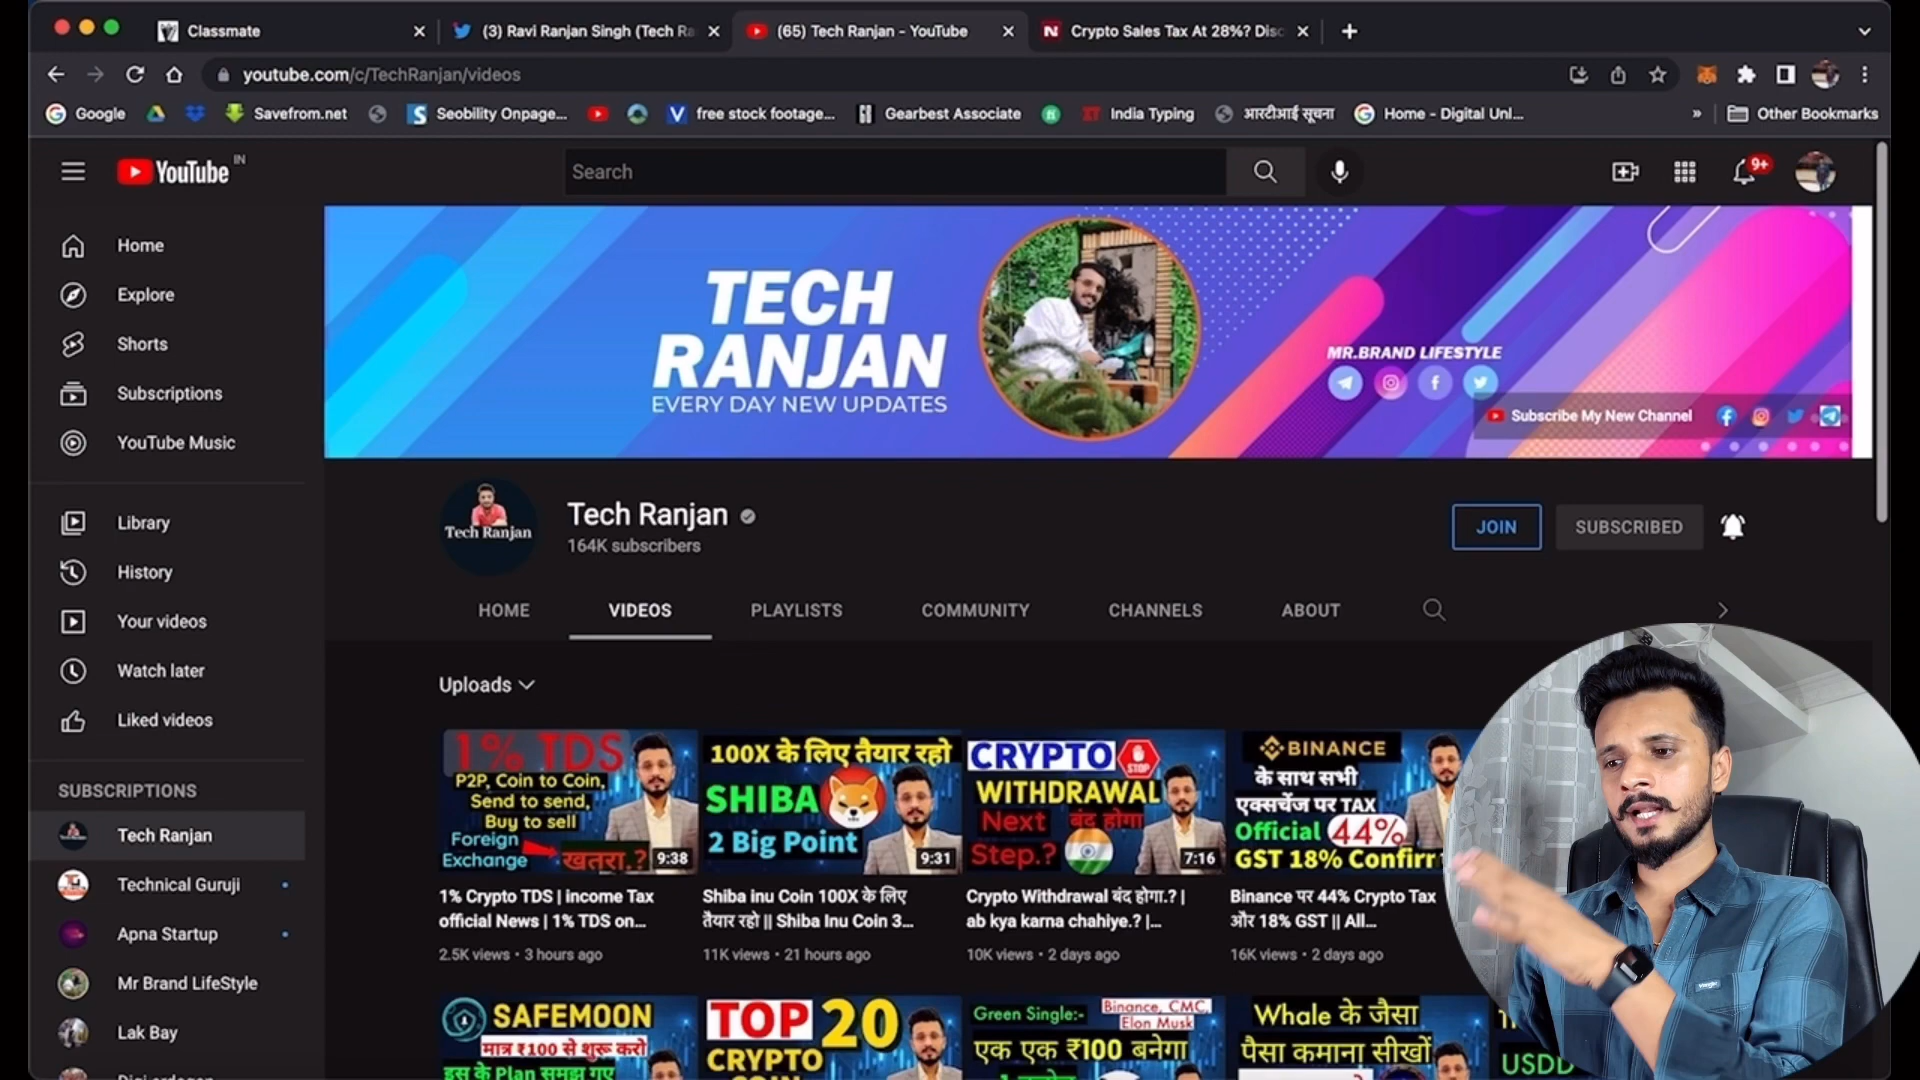 Classmate
(3) Ravi Ranjan Singh (Tech Ra
(65) Tech Ranjan - YouTube
Crypto Sales Tax At 28%? Disc
youtube.com/c/TechRanjan/videos
Google
Savefrom.net
Seobility Onpage...
free stock footage...
Gearbest Associate
India Typing
आरटीआई सूचना
Home - Digital Unl...
»
Other Bookmarks
YouTube IN
Search
9+
Home
Explore
Shorts
Subscriptions
YouTube Music
Library
History
Your videos
Watch later
Liked videos
SUBSCRIPTIONS
Tech Ranjan
Technical Guruji
Apna Startup
Mr Brand LifeStyle
Lak Bay
TECH
RANJAN
EVERY DAY NEW UPDATES
MR.BRAND LIFESTYLE
Subscribe My New Channel
Tech Ranjan
Tech Ranjan
164K subscribers
JOIN
SUBSCRIBED
HOME
VIDEOS
PLAYLISTS
COMMUNITY
CHANNELS
ABOUT
Uploads
1% TDS
P2P, Coin to Coin,
Send to send,
Buy to sell
Foreign
Exchange
खतरा.?
9:38
1% Crypto TDS | income Tax
official News | 1% TDS on...
2.5K views • 3 hours ago
100X के लिए तैयार रहो
SHIBA
2 Big Point
9:31
Shiba inu Coin 100X के लिए
तैयार रहो || Shiba Inu Coin 3...
11K views • 21 hours ago
CRYPTO
STOP
WITHDRAWAL
Next बंद होगा
Step.?
7:16
Crypto Withdrawal बंद होगा.? |
ab kya karna chahiye.? |...
10K views • 2 days ago
BINANCE
के साथ सभी
एक्सचेंज पर TAX
Official 44%
GST 18% Confirm
Binance पर 44% Crypto Tax
और 18% GST || All...
16K views • 2 days ago
SAFEMOON
मात्र ₹100 से शुरू करो
इस के Plan समझ गए
TOP 20
CRYPTO
Green Single:-
Binance, CMC,
Elon Musk
एक एक ₹100 बनेगा
Whale के जैसा
पैसा कमाना सीखों
USDD